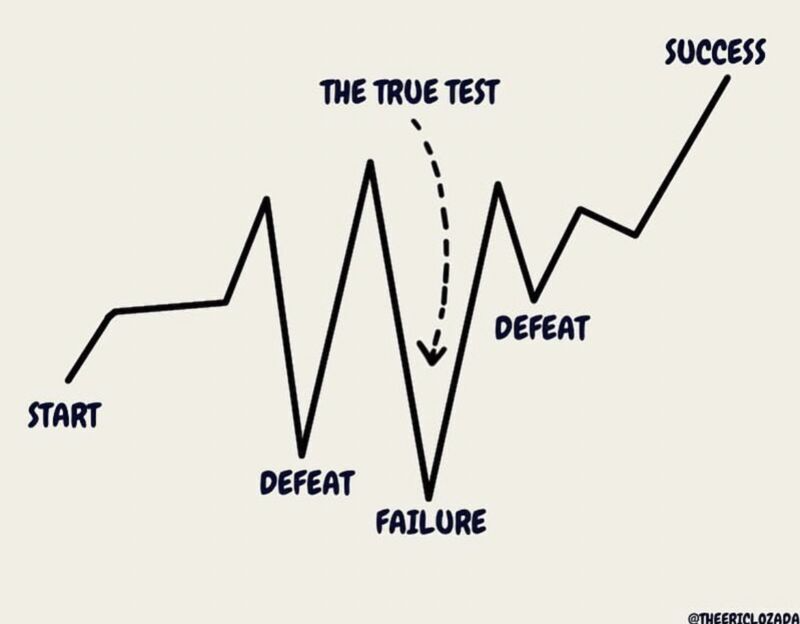 SUCCESS
THE TRUE TEST
DEFEAT
START
DEFEAT
FAILURE
@THEERICLOZADA